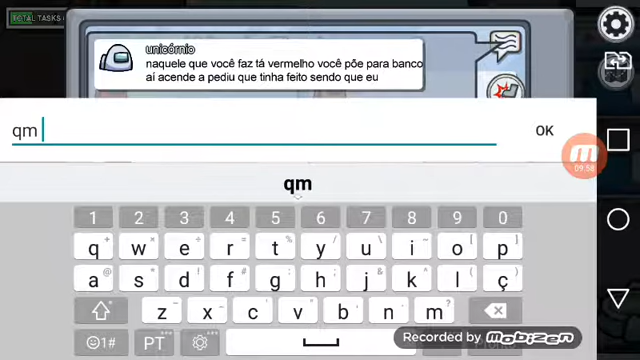 TOTAL TASKS
unicórnio
naquele que você faz tá vermelho você põe para banco
aí acende a pediu que tinha feito sendo que eu
qm
OK
09:58
qm
1 2 3 4 5 6 7 8 9 0
q w e r t y u i o p
a s d f g h j k l ç
z x c v b n m
☺1# PT
Recorded by Mobizen